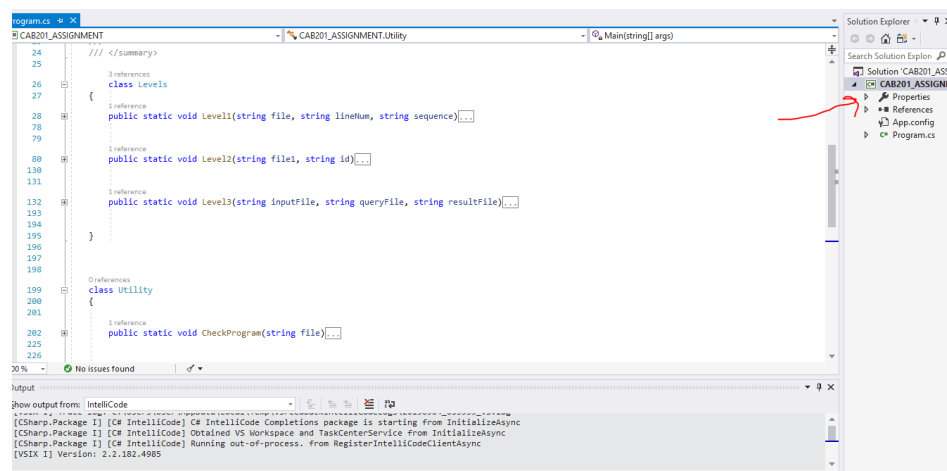 rogram.cs
CAB201_ASSIGNMENT
CAB201_ASSIGNMENT.Utility
Main(string[] args)
24 /// </summary>
25
3 references
26 class Levels
27 {
1 reference
28 public static void Level1(string file, string lineNum, string sequence)...
78
79
1 reference
80 public static void Level2(string file1, string id)...
130
131
1 reference
132 public static void Level3(string inputFile, string queryFile, string resultFile)...
193
194
195 }
196
197
198
0 references
199 class Utility
200 {
201
1 reference
202 public static void CheckProgram(string file)...
225
226
00 %
No issues found
Output
Show output from: IntelliCode
[CSharp.Package I] [C# IntelliCode] C# IntelliCode Completions package is starting from InitializeAsync
[CSharp.Package I] [C# IntelliCode] Obtained VS Workspace and TaskCenterService from InitializeAsync
[CSharp.Package I] [C# IntelliCode] Running out-of-process. from RegisterIntelliCodeClientAsync
[VSIX I] Version: 2.2.182.4985
Solution Explorer
Search Solution Explor
Solution 'CAB201_ASS
C# CAB201_ASSIGN
Properties
References
App.config
C# Program.cs